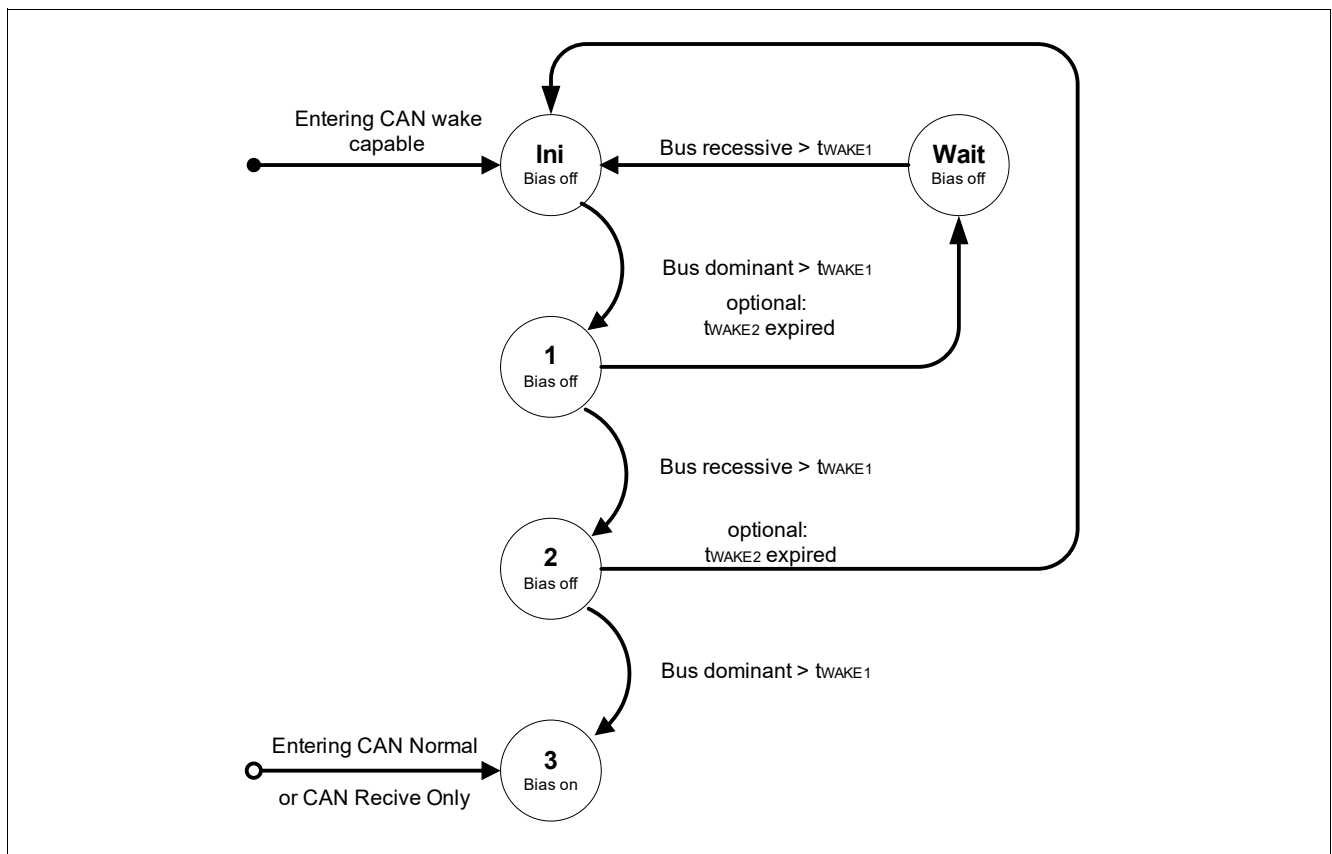 Entering CAN wake
capable
Ini
Bias off
Bus recessive > tWAKE1
Wait
Bias off
Bus dominant > tWAKE1
optional:
tWAKE2 expired
1
Bias off
Bus recessive > tWAKE1
optional:
tWAKE2 expired
2
Bias off
Bus dominant > tWAKE1
Entering CAN Normal
or CAN Recive Only
3
Bias on